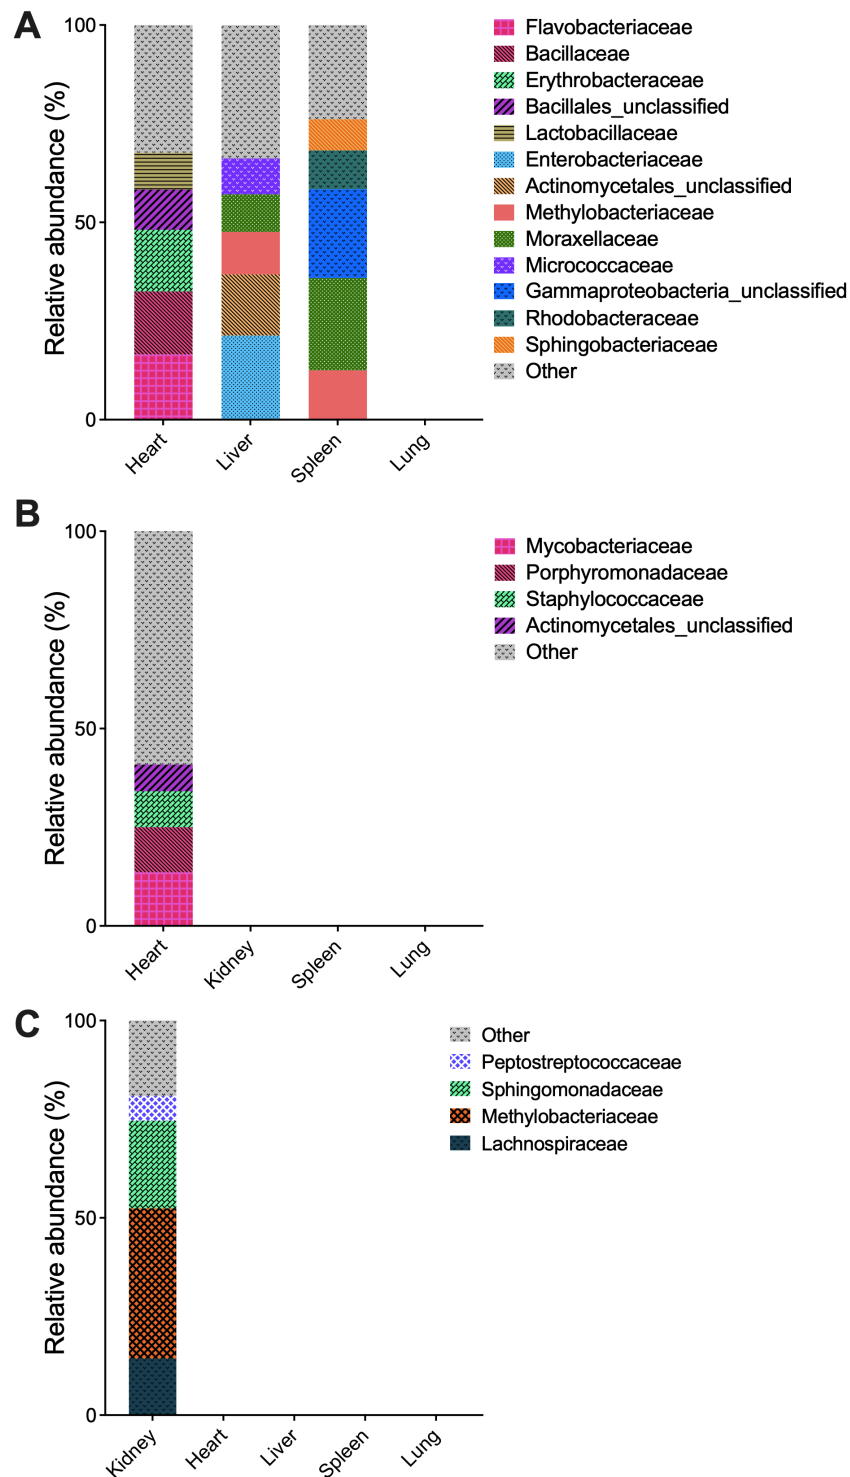 A
Relative abundance (%)
100
50
0
Heart
Liver
Spleen
Lung
Flavobacteriaceae
Bacillaceae
Erythrobacteraceae
Bacillales_unclassified
Lactobacillaceae
Enterobacteriaceae
Actinomycetales_unclassified
Methylobacteriaceae
Moraxellaceae
Micrococcaceae
Gammaproteobacteria_unclassified
Rhodobacteraceae
Sphingobacteriaceae
Other
B
Relative abundance (%)
100
50
0
Heart
Kidney
Spleen
Lung
Mycobacteriaceae
Porphyromonadaceae
Staphylococcaceae
Actinomycetales_unclassified
Other
C
Relative abundance (%)
100
50
0
Kidney
Heart
Liver
Spleen
Lung
Other
Peptostreptococcaceae
Sphingomonadaceae
Methylobacteriaceae
Lachnospiraceae